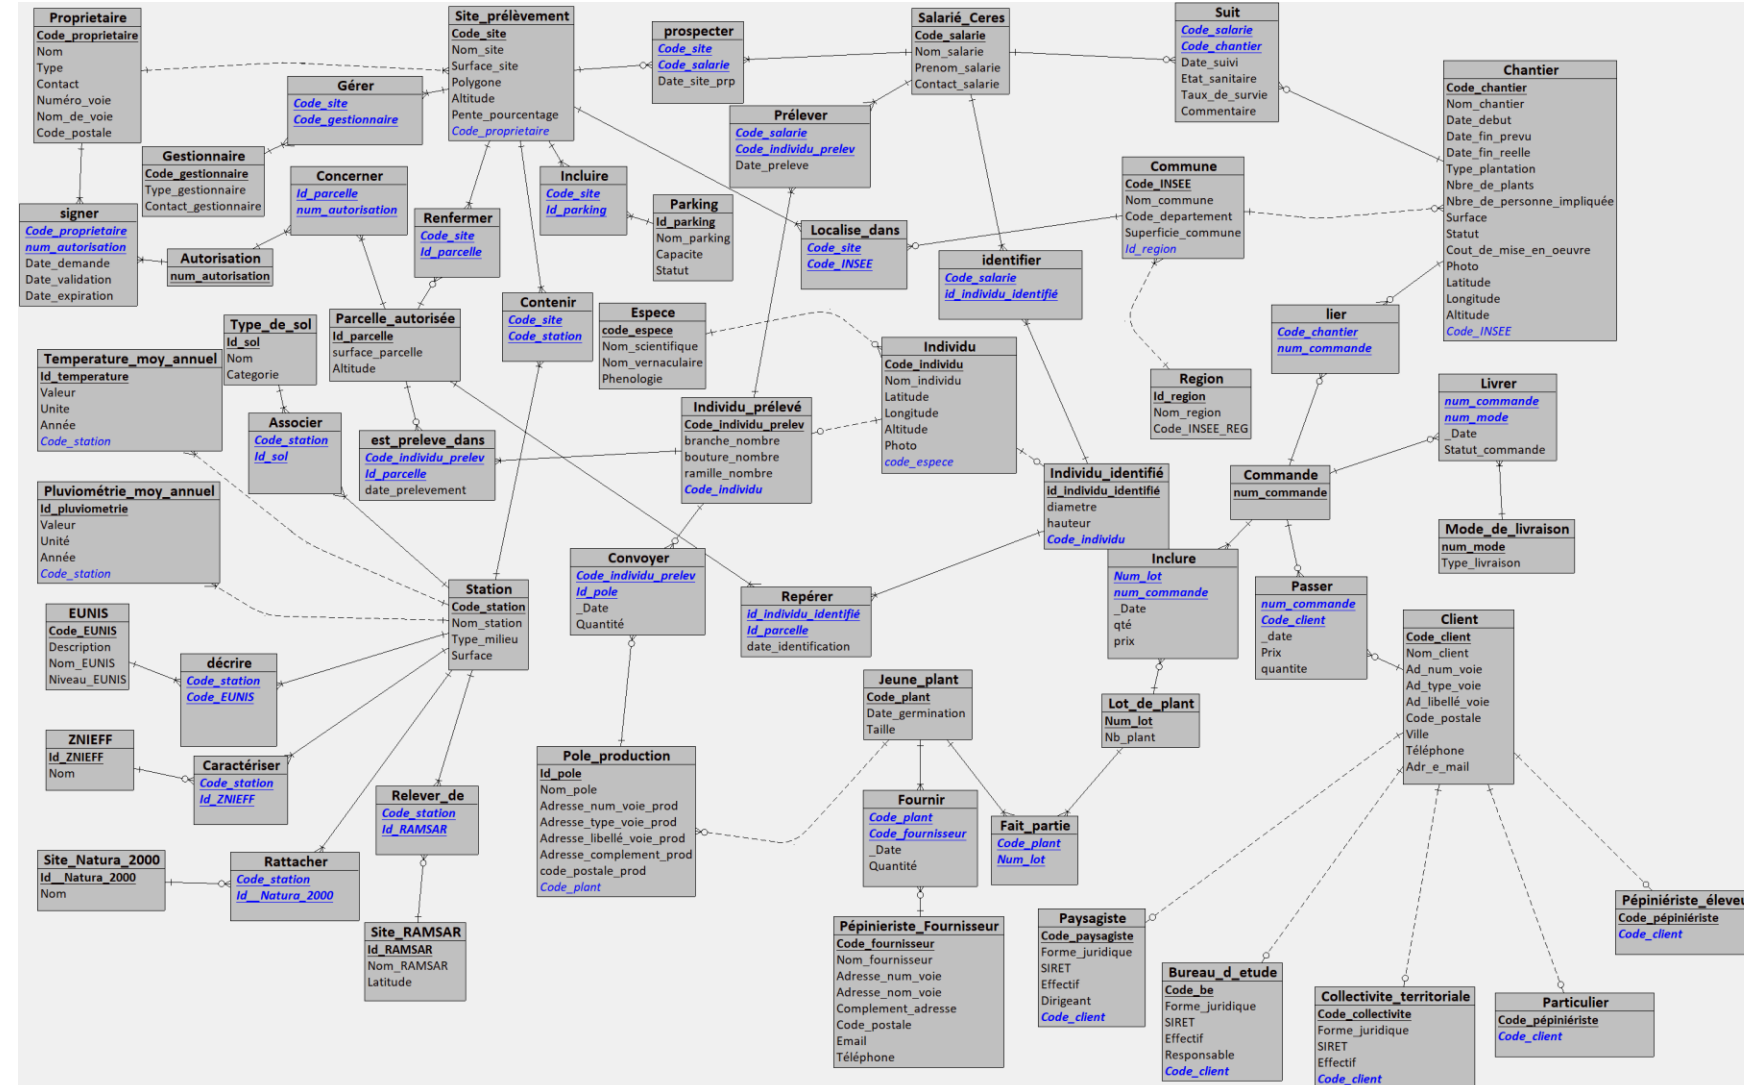 Proprietaire
Code_proprietaire
Nom
Type
Contact
Numéro_voie
Nom_de_voie
Code_postale
Site_prélèvement
Code_site
Nom_site
Surface_site
Polygone
Altitude
Pente_pourcentage
Code_proprietaire
prospecter
Code_site
Code_salarie
Date_site_prp
Salarié_Ceres
Code_salarie
Nom_salarie
Prenom_salarie
Contact_salarie
Suit
Code_salarie
Code_chantier
Date_suivi
Etat_sanitaire
Taux_de_survie
Commentaire
Chantier
Code_chantier
Nom_chantier
Date_debut
Date_fin_prevu
Date_fin_reelle
Type_plantation
Nbre_de_plants
Nbre_de_personne_impliquée
Surface
Statut
Cout_de_mise_en_oeuvre
Photo
Latitude
Longitude
Altitude
Code_INSEE
Gérer
Code_site
Code_gestionnaire
Gestionnaire
Code_gestionnaire
Type_gestionnaire
Contact_gestionnaire
Prélever
Code_salarie
Code_individu_prelev
Date_preleve
Concerner
Id_parcelle
num_autorisation
Incluire
Code_site
Id_parking
Commune
Code_INSEE
Nom_commune
Code_departement
Superficie_commune
Id_region
signer
Code_proprietaire
num_autorisation
Date_demande
Date_validation
Date_expiration
Autorisation
num_autorisation
Renfermer
Code_site
Id_parcelle
Parking
Id_parking
Nom_parking
Capacite
Statut
Localise_dans
Code_site
Code_INSEE
identifier
Code_salarie
id_individu_identifié
Contenir
Code_site
Code_station
Type_de_sol
Id_sol
Nom
Categorie
Parcelle_autorisée
Id_parcelle
surface_parcelle
Altitude
Espece
code_espece
Nom_scientifique
Nom_vernaculaire
Phenologie
Individu
Code_individu
Nom_individu
Latitude
Longitude
Altitude
Photo
code_espece
lier
Code_chantier
num_commande
Temperature_moy_annuel
Id_temperature
Valeur
Unite
Année
Code_station
Region
Id_region
Nom_region
Code_INSEE_REG
Livrer
num_commande
num_mode
_Date
Statut_commande
Associer
Code_station
Id_sol
est_preleve_dans
Code_individu_prelev
Id_parcelle
date_prelevement
Individu_prélevé
Code_individu_prelev
branche_nombre
bouture_nombre
ramille_nombre
Code_individu
Individu_identifié
id_individu_identifié
diametre
hauteur
Code_individu
Commande
num_commande
Pluviométrie_moy_annuel
Id_pluviometrie
Valeur
Unité
Année
Code_station
Mode_de_livraison
num_mode
Type_livraison
Convoyer
Code_individu_prelev
Id_pole
_Date
Quantité
Inclure
Num_lot
num_commande
_Date
qté
prix
Station
Code_station
Nom_station
Type_milieu
Surface
Repérer
id_individu_identifié
Id_parcelle
date_identification
Passer
num_commande
Code_client
_date
Prix
quantite
EUNIS
Code_EUNIS
Description
Nom_EUNIS
Niveau_EUNIS
Client
Code_client
Nom_client
Ad_num_voie
Ad_type_voie
Ad_libellé_voie
Code_postale
Ville
Téléphone
Adr_e_mail
décrire
Code_station
Code_EUNIS
Jeune_plant
Code_plant
Date_germination
Taille
Lot_de_plant
Num_lot
Nb_plant
ZNIEFF
Id_ZNIEFF
Nom
Caractériser
Code_station
Id_ZNIEFF
Pole_production
Id_pole
Nom_pole
Adresse_num_voie_prod
Adresse_type_voie_prod
Adresse_libellé_voie_prod
Adresse_complement_prod
code_postale_prod
Code_plant
Relever_de
Code_station
Id_RAMSAR
Fournir
Code_plant
Code_fournisseur
_Date
Quantité
Fait_partie
Code_plant
Num_lot
Site_Natura_2000
Id__Natura_2000
Nom
Rattacher
Code_station
Id__Natura_2000
Site_RAMSAR
Id_RAMSAR
Nom_RAMSAR
Latitude
Pépinieriste_Fournisseur
Code_fournisseur
Nom_fournisseur
Adresse_num_voie
Adresse_nom_voie
Complement_adresse
Code_postale
Email
Téléphone
Paysagiste
Code_paysagiste
Forme_juridique
SIRET
Effectif
Dirigeant
Code_client
Bureau_d_etude
Code_be
Forme_juridique
SIRET
Effectif
Responsable
Code_client
Collectivite_territoriale
Code_collectivite
Forme_juridique
SIRET
Effectif
Code_client
Particulier
Code_pépiniériste
Code_client
Pépiniériste_éleveu
Code_pépiniériste
Code_client